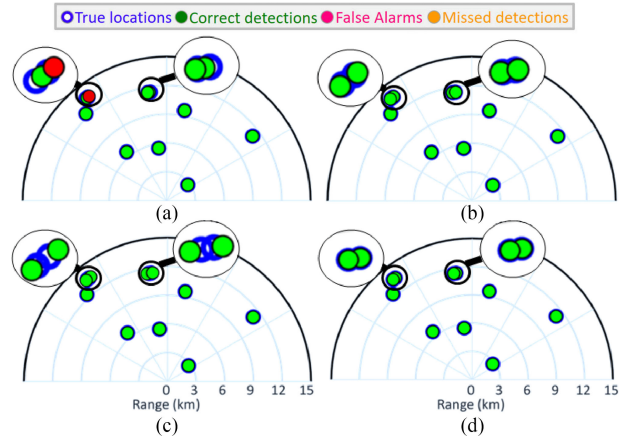 True locations Correct detections False Alarms Missed detections
(a) (b)
0 3 6 9 12 15 0 3 6 9 12 15
Range (km) Range (km)
(c) (d)